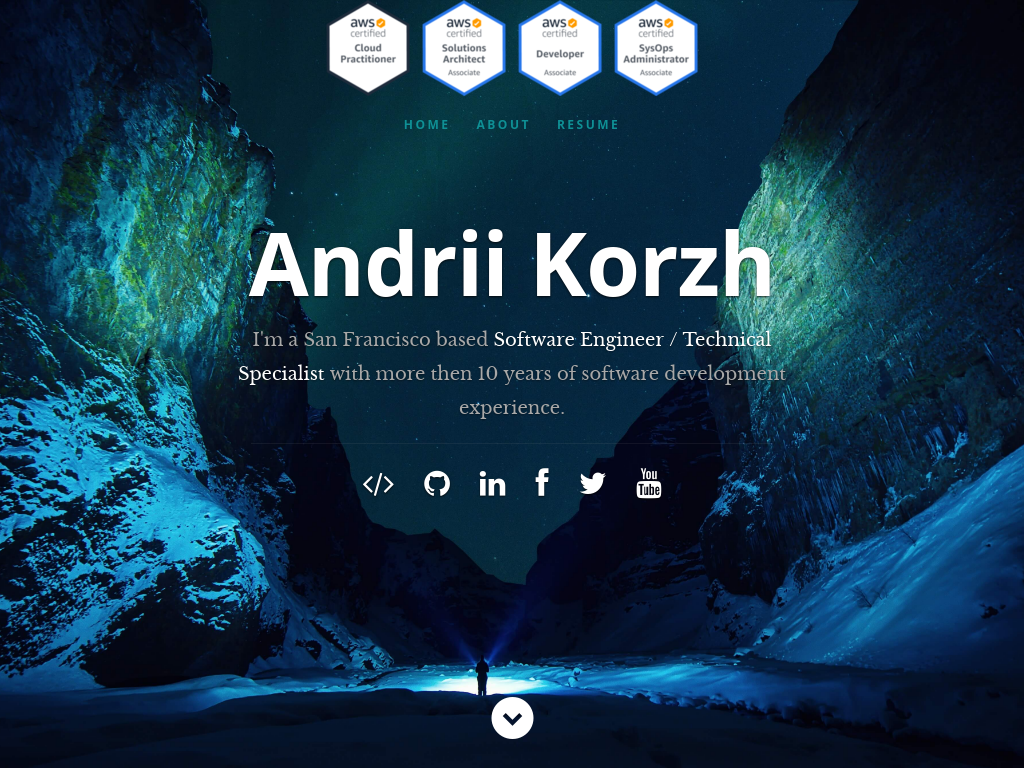 aws certified Cloud Practitioner
aws certified Solutions Architect Associate
aws certified Developer Associate
aws certified SysOps Administrator Associate
HOME ABOUT RESUME
Andrii Korzh
I'm a San Francisco based Software Engineer / Technical
Specialist with more then 10 years of software development
experience.
</> in f You Tube